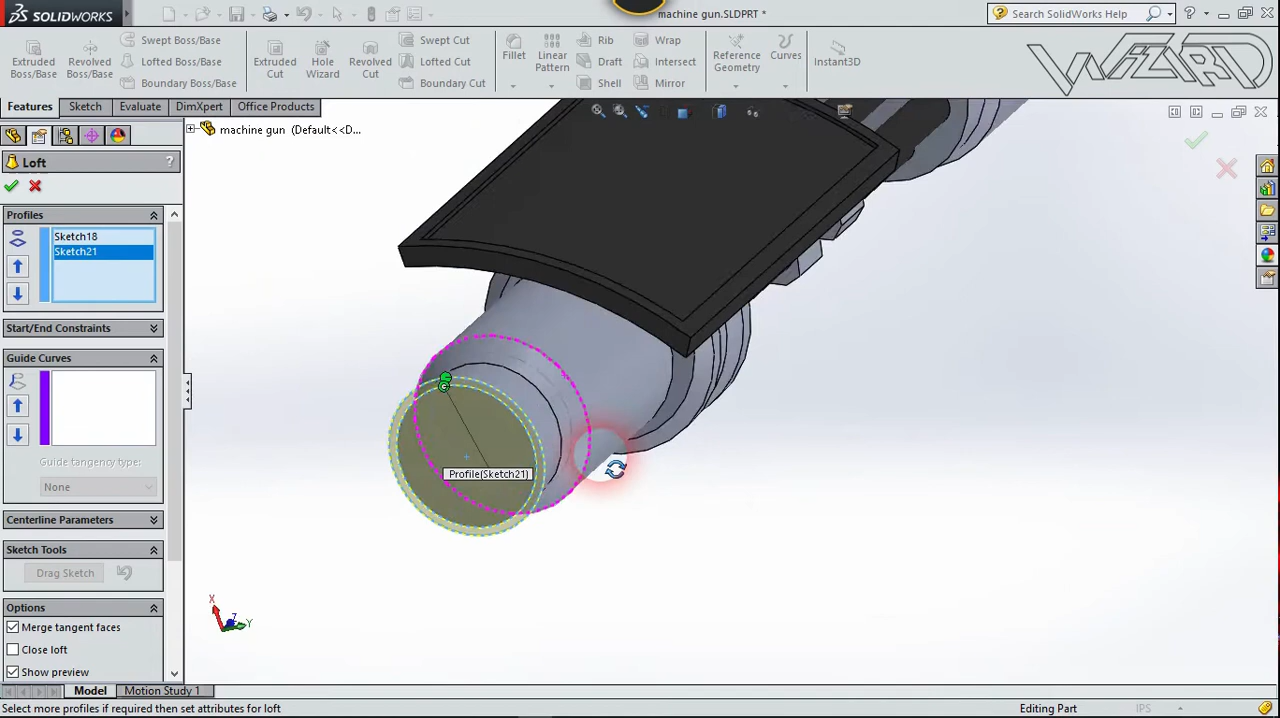 SOLIDWORKS
machine gun.SLDPRT *
Search SolidWorks Help
?
Extruded Boss/Base
Revolved Boss/Base
Swept Boss/Base
Lofted Boss/Base
Boundary Boss/Base
Extruded Cut
Hole Wizard
Revolved Cut
Swept Cut
Lofted Cut
Boundary Cut
Fillet
Linear Pattern
Rib
Draft
Shell
Wrap
Intersect
Mirror
Reference Geometry
Curves
Instant3D
WIZARD
Features
Sketch
Evaluate
DimXpert
Office Products
machine gun (Default<<D...
Loft
?
Profiles
Sketch18
Sketch21
Start/End Constraints
Guide Curves
Guide tangency type:
None
Centerline Parameters
Sketch Tools
Drag Sketch
Options
Merge tangent faces
Close loft
Show preview
Profile(Sketch21)
X
Z
Y
Model
Motion Study 1
Select more profiles if required then set attributes for loft
Editing Part
IPS